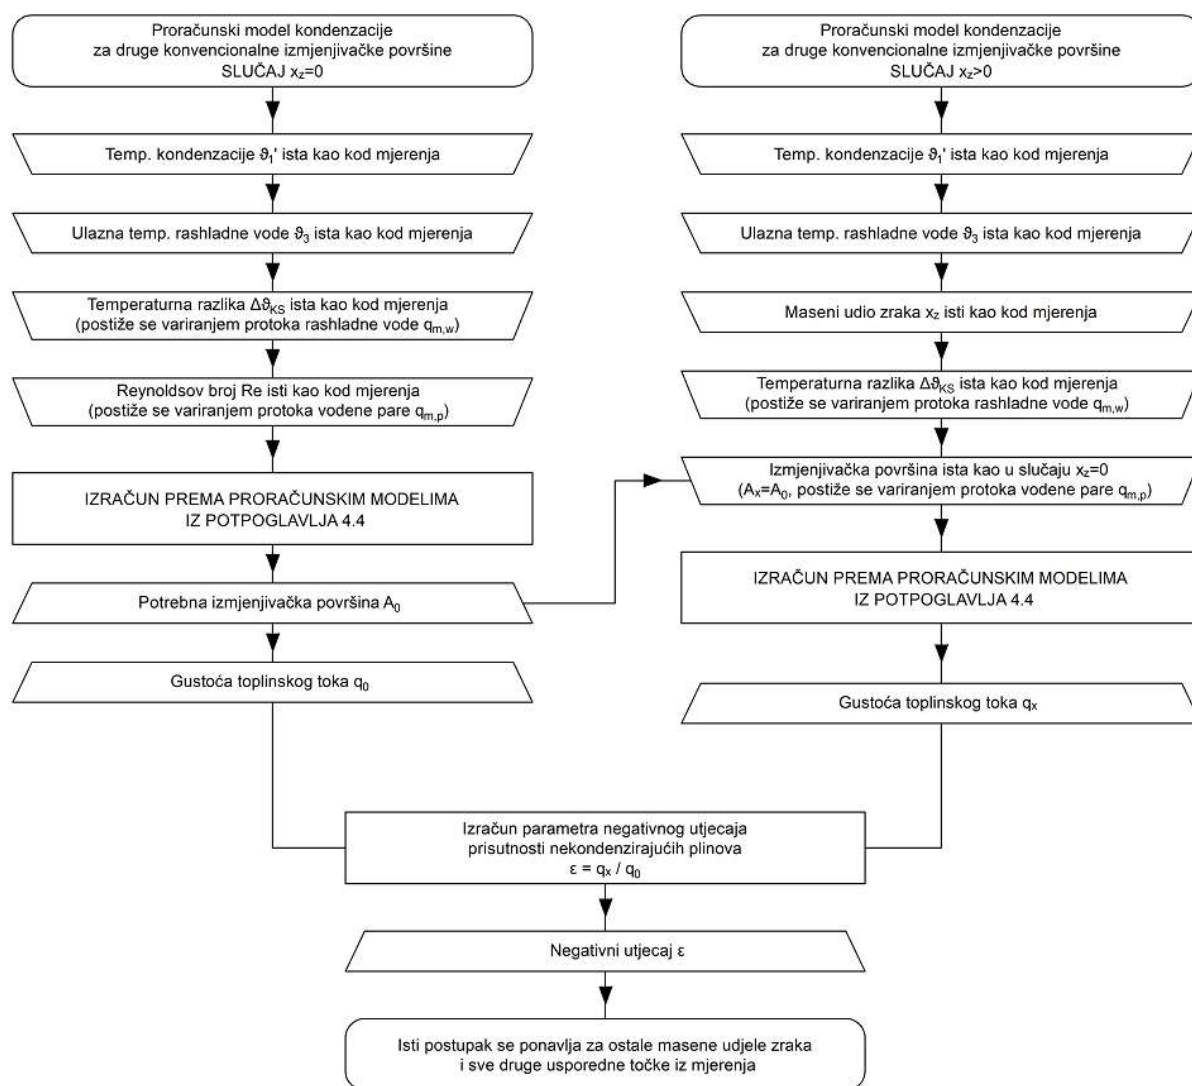 Proračunski model kondenzacije
za druge konvencionalne izmjenjivačke površine
SLUČAJ xz=0
Temp. kondenzacije ϑ1' ista kao kod mjerenja
Ulazna temp. rashladne vode ϑ3 ista kao kod mjerenja
Temperaturna razlika ΔϑKS ista kao kod mjerenja
(postiže se variranjem protoka rashladne vode qm,w)
Reynoldsov broj Re isti kao kod mjerenja
(postiže se variranjem protoka vodene pare qm,p)
IZRAČUN PREMA PRORAČUNSKIM MODELIMA
IZ POTPOGLAVLJA 4.4
Potrebna izmjenjivačka površina A0
Gustoća toplinskog toka q0
Proračunski model kondenzacije
za druge konvencionalne izmjenjivačke površine
SLUČAJ xz>0
Temp. kondenzacije ϑ1' ista kao kod mjerenja
Ulazna temp. rashladne vode ϑ3 ista kao kod mjerenja
Maseni udio zraka xz isti kao kod mjerenja
Temperaturna razlika ΔϑKS ista kao kod mjerenja
(postiže se variranjem protoka rashladne vode qm,w)
Izmjenjivačka površina ista kao u slučaju xz=0
(Ax=A0, postiže se variranjem protoka vodene pare qm,p)
IZRAČUN PREMA PRORAČUNSKIM MODELIMA
IZ POTPOGLAVLJA 4.4
Gustoća toplinskog toka qx
Izračun parametra negativnog utjecaja
prisutnosti nekondenzirajućih plinova
ε = qx / q0
Negativni utjecaj ε
Isti postupak se ponavlja za ostale masene udjele zraka
i sve druge usporedne točke iz mjerenja